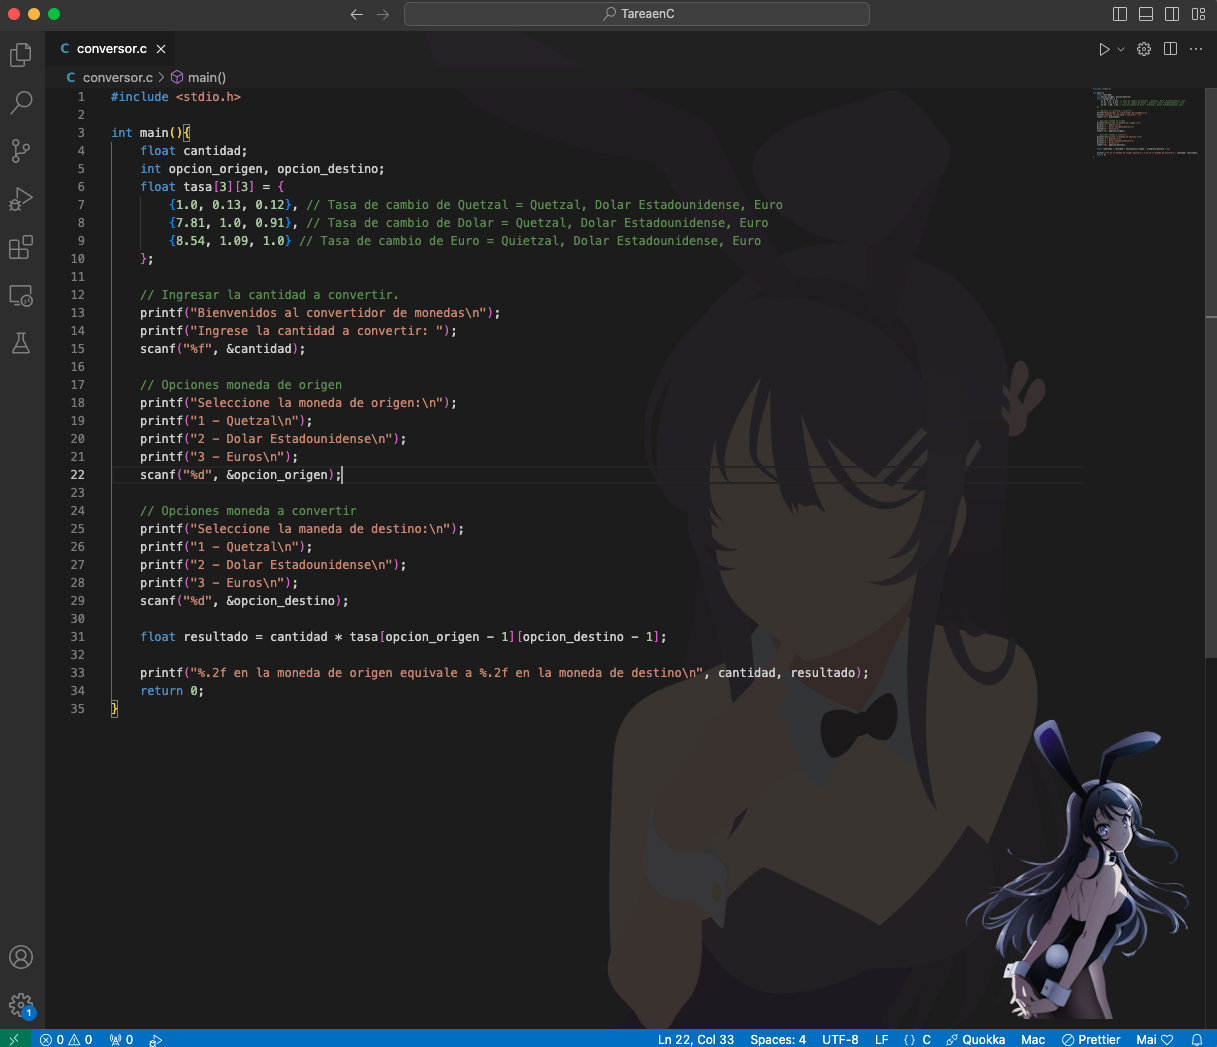 TareaenC
C conversor.c
C conversor.c > main()
1 #include <stdio.h>
2
3 int main(){
4     float cantidad;
5     int opcion_origen, opcion_destino;
6     float tasa[3][3] = {
7         {1.0, 0.13, 0.12}, // Tasa de cambio de Quetzal = Quetzal, Dolar Estadounidense, Euro
8         {7.81, 1.0, 0.91}, // Tasa de cambio de Dolar = Quetzal, Dolar Estadounidense, Euro
9         {8.54, 1.09, 1.0} // Tasa de cambio de Euro = Quietzal, Dolar Estadounidense, Euro
10     };
11
12     // Ingresar la cantidad a convertir.
13     printf("Bienvenidos al convertidor de monedas\n");
14     printf("Ingrese la cantidad a convertir: ");
15     scanf("%f", &cantidad);
16
17     // Opciones moneda de origen
18     printf("Seleccione la moneda de origen:\n");
19     printf("1 - Quetzal\n");
20     printf("2 - Dolar Estadounidense\n");
21     printf("3 - Euros\n");
22     scanf("%d", &opcion_origen);
23
24     // Opciones moneda a convertir
25     printf("Seleccione la maneda de destino:\n");
26     printf("1 - Quetzal\n");
27     printf("2 - Dolar Estadounidense\n");
28     printf("3 - Euros\n");
29     scanf("%d", &opcion_destino);
30
31     float resultado = cantidad * tasa[opcion_origen - 1][opcion_destino - 1];
32
33     printf("%.2f en la moneda de origen equivale a %.2f en la moneda de destino\n", cantidad, resultado);
34     return 0;
35 }
1
0 0 0 Ln 22, Col 33 Spaces: 4 UTF-8 LF {} C Quokka Mac Prettier Mai